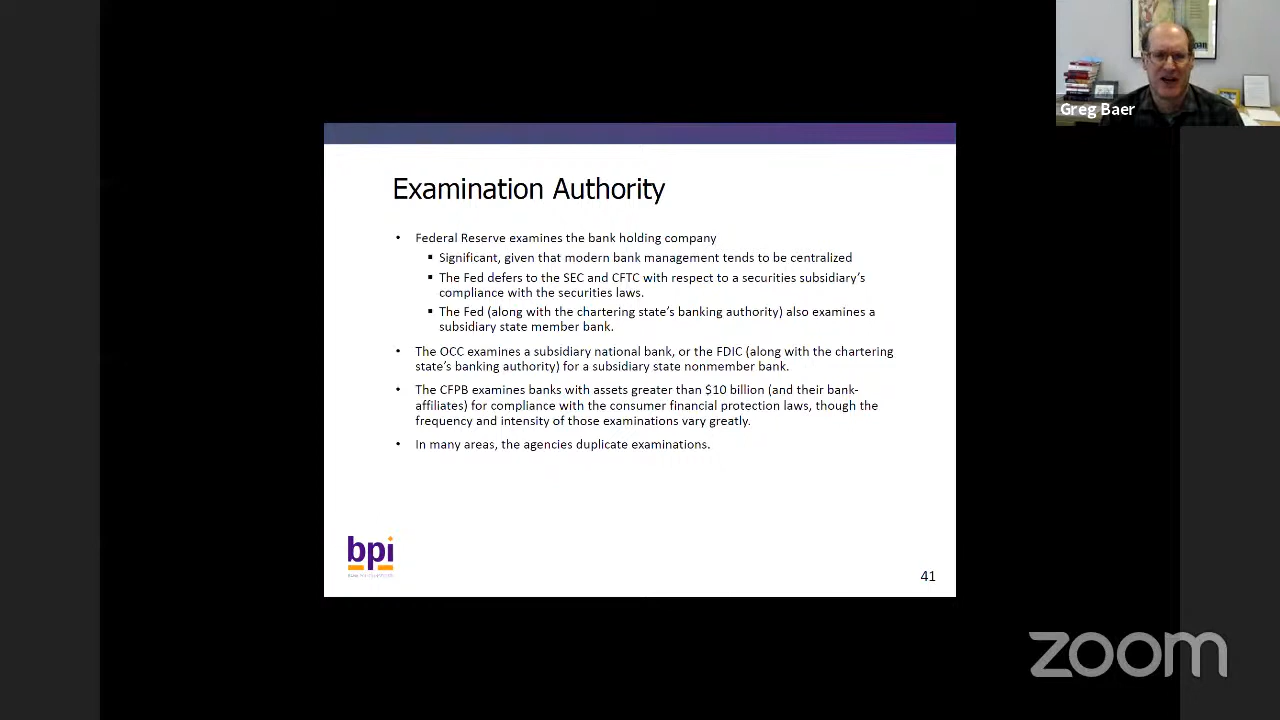 Greg Baer
Examination Authority
• Federal Reserve examines the bank holding company
▪ Significant, given that modern bank management tends to be centralized
▪ The Fed defers to the SEC and CFTC with respect to a securities subsidiary's
compliance with the securities laws.
▪ The Fed (along with the chartering state's banking authority) also examines a
subsidiary state member bank.
• The OCC examines a subsidiary national bank, or the FDIC (along with the chartering
state's banking authority) for a subsidiary state nonmember bank.
• The CFPB examines banks with assets greater than $10 billion (and their bank-
affiliates) for compliance with the consumer financial protection laws, though the
frequency and intensity of those examinations vary greatly.
• In many areas, the agencies duplicate examinations.
bpi
41
zoom